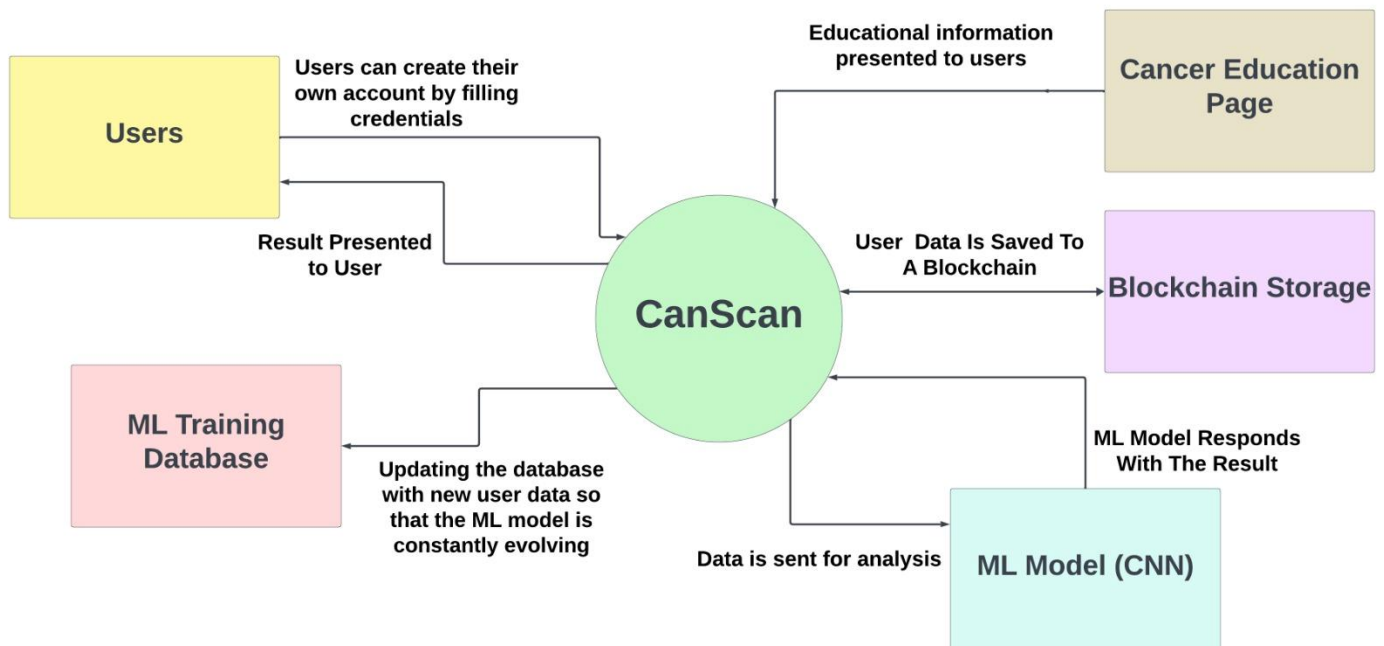 Educational information
presented to users
Cancer Education
Page
Users can create their
own account by filling
credentials
Users
Result Presented
to User
User Data Is Saved To
A Blockchain
Blockchain Storage
CanScan
ML Training
Database
Updating the database
with new user data so
that the ML model is
constantly evolving
ML Model Responds
With The Result
Data is sent for analysis
ML Model (CNN)